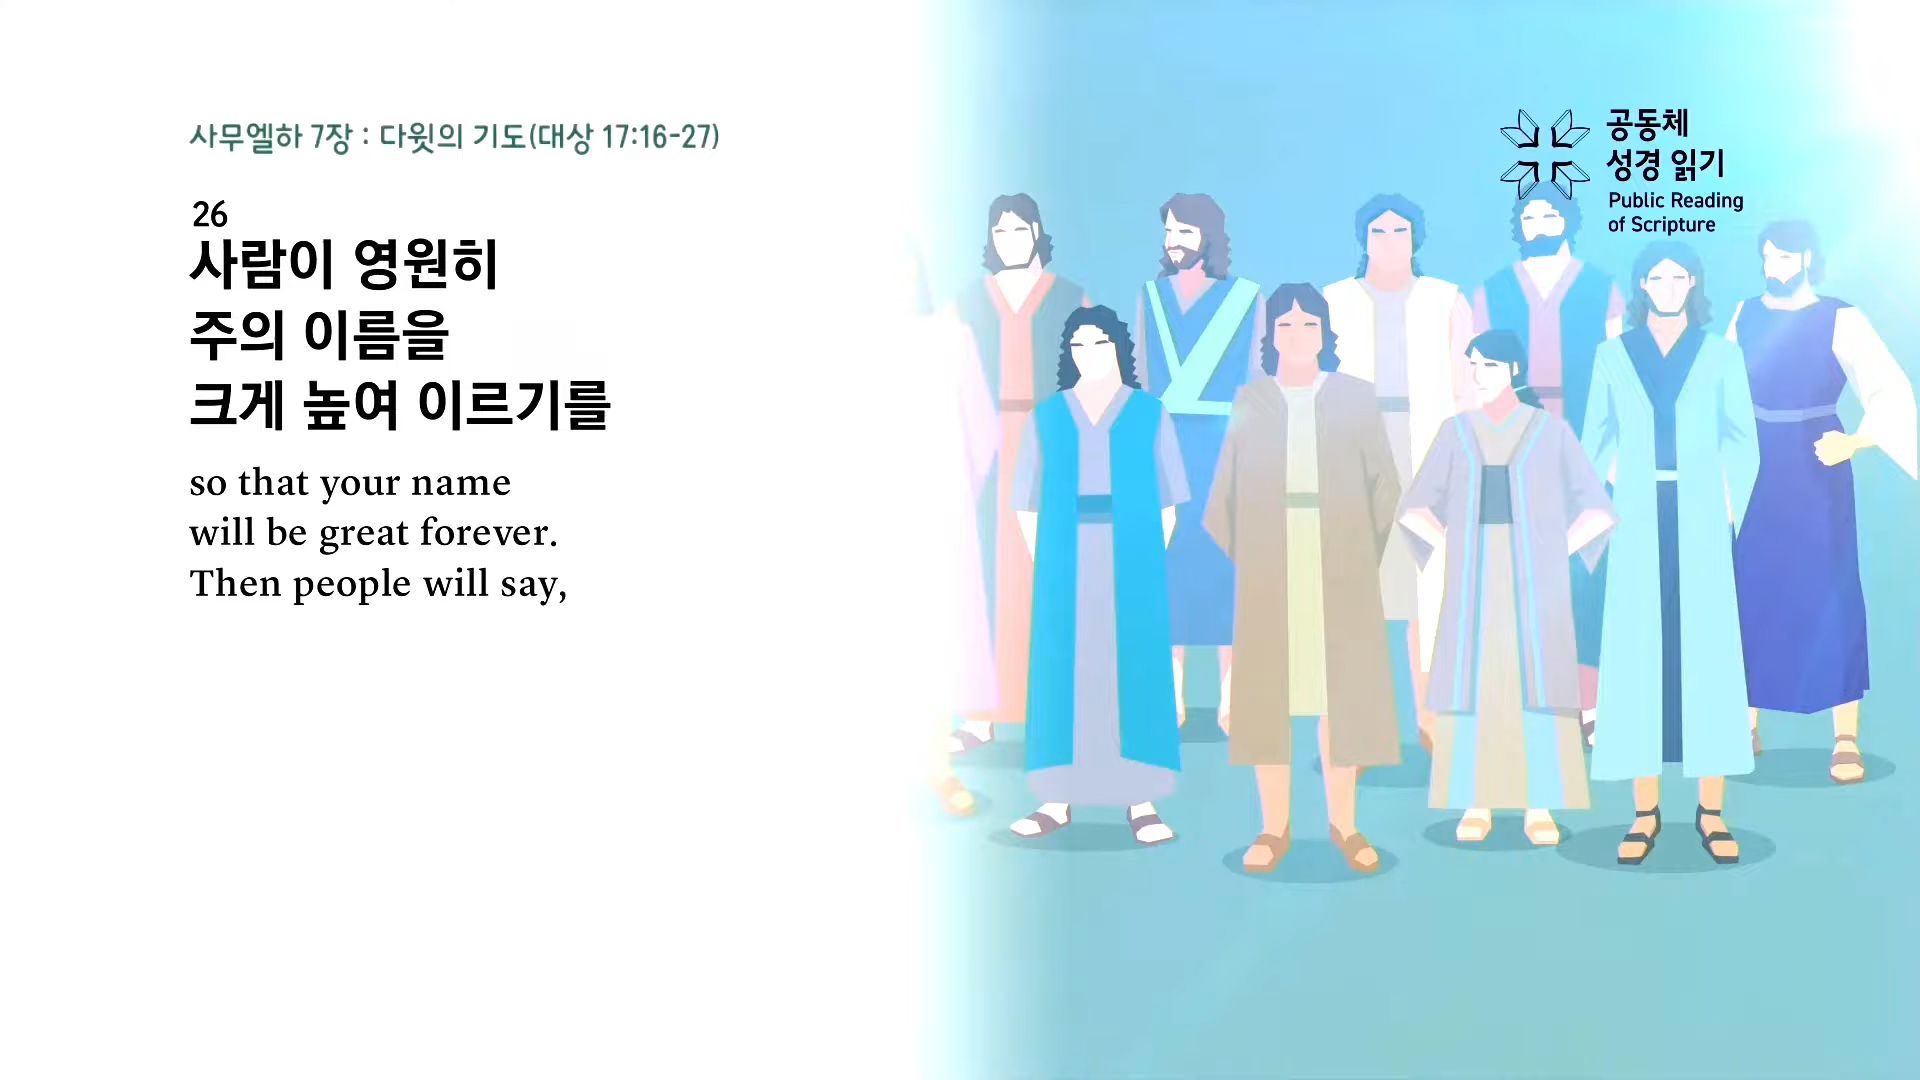 사무엘하 7장 : 다윗의 기도(대상 17:16-27)
26
사람이 영원히
주의 이름을
크게 높여 이르기를
so that your name
will be great forever.
Then people will say,
공동체
성경 읽기
Public Reading
of Scripture